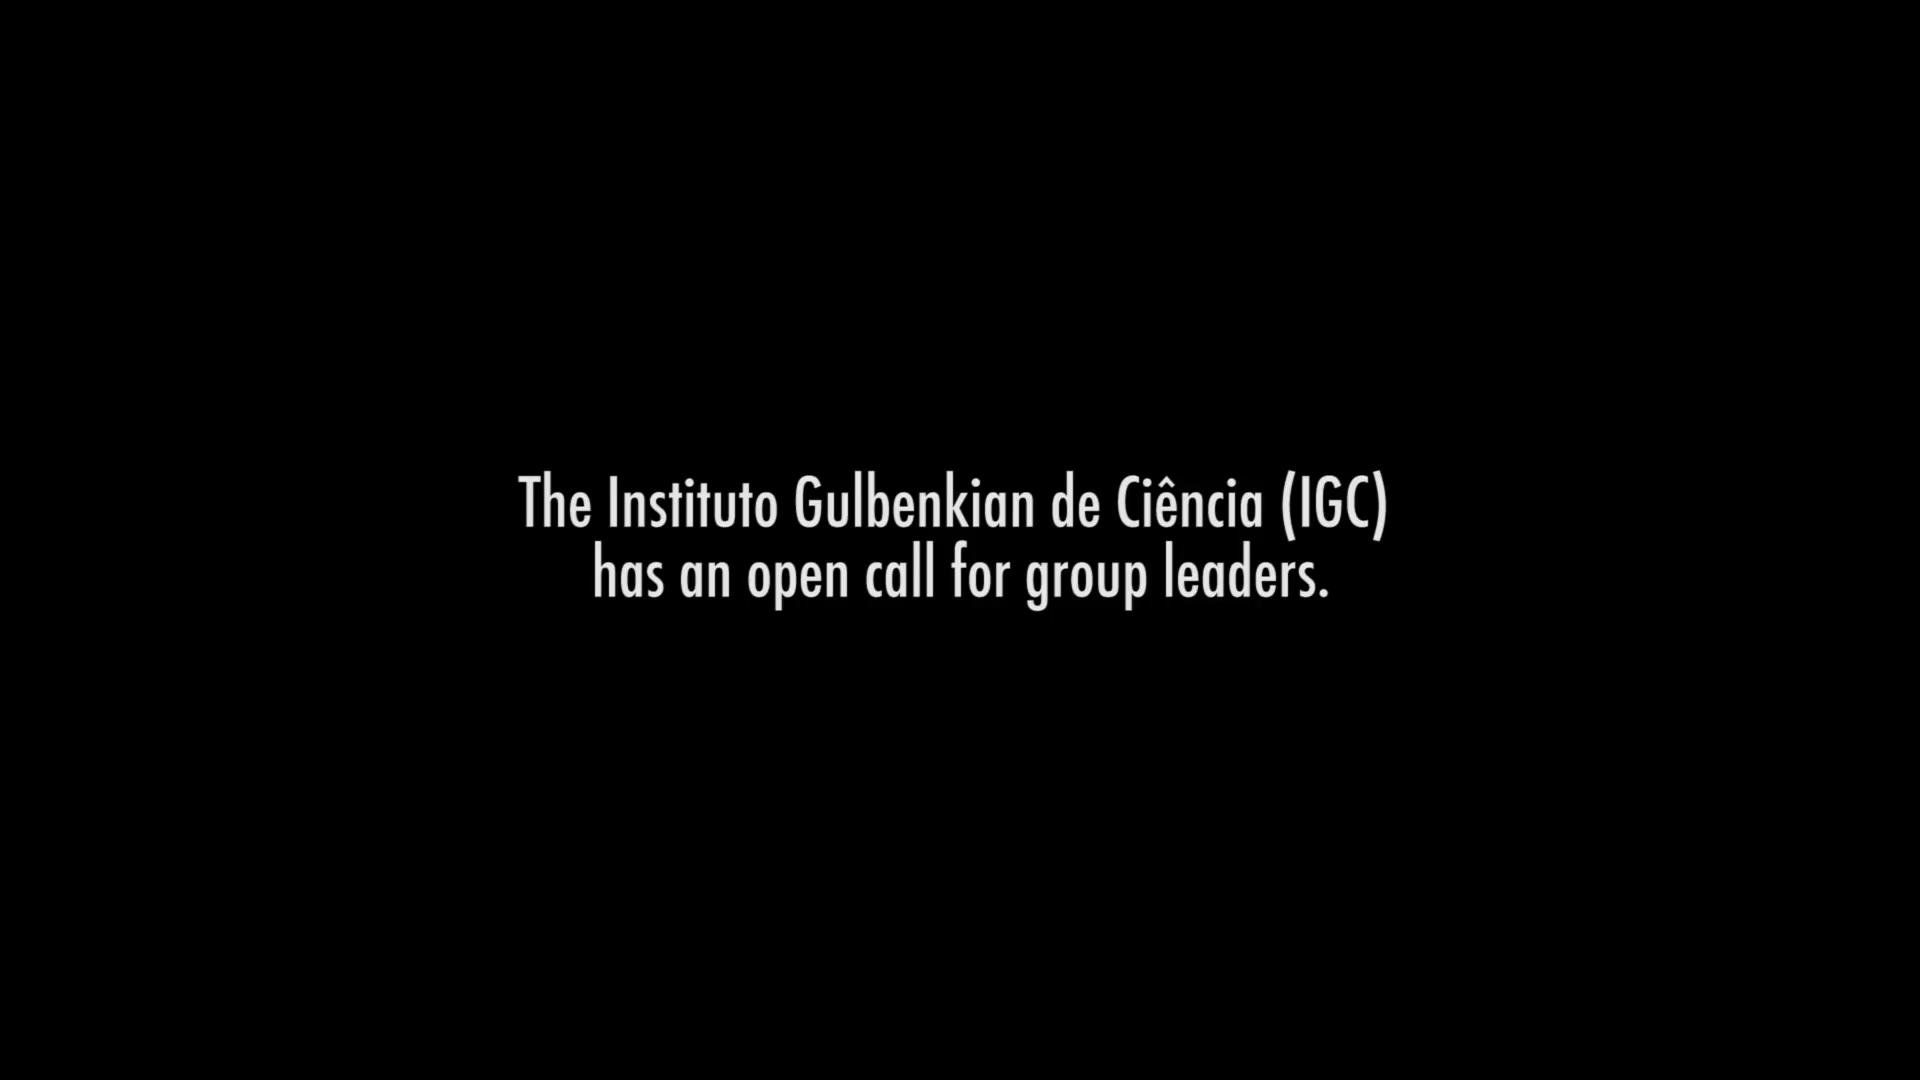 The Instituto Gulbenkian de Ciência (IGC)
has an open call for group leaders.